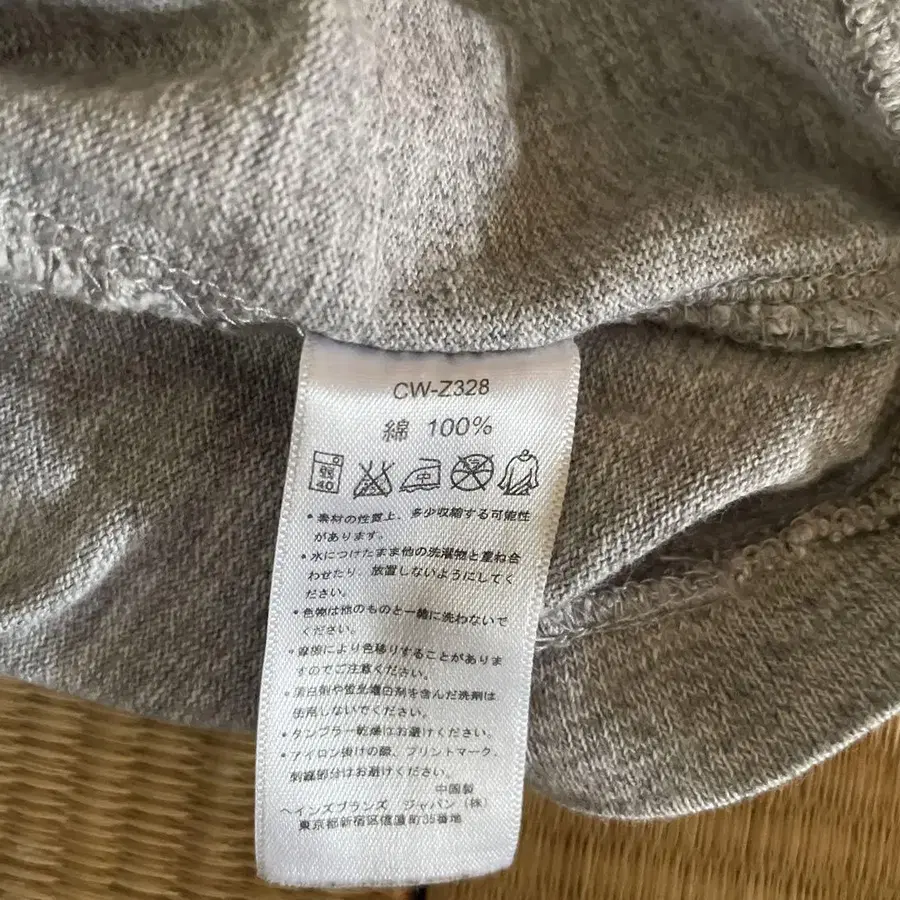 CW-Z328
綿 100%
40
中
・素材の性質上、多少収縮する可能性
があります。
・水につけたまま他の洗濯物と重ね合
わせたり、放置しないようにしてく
ださい。
・色物は他のものと一緒に洗わないで
ください。
・摩擦により色移りすることがありま
すのでご注意ください。
・漂白剤や蛍光増白剤を含んだ洗剤は
使用しないでください。
・タンブラー乾燥はお避けください。
・アイロン掛けの際、プリントマーク、
刺繍部分はお避けください。
中国製
ヘインズブランズ ジャパン(株)
東京都新宿区信濃町35番地